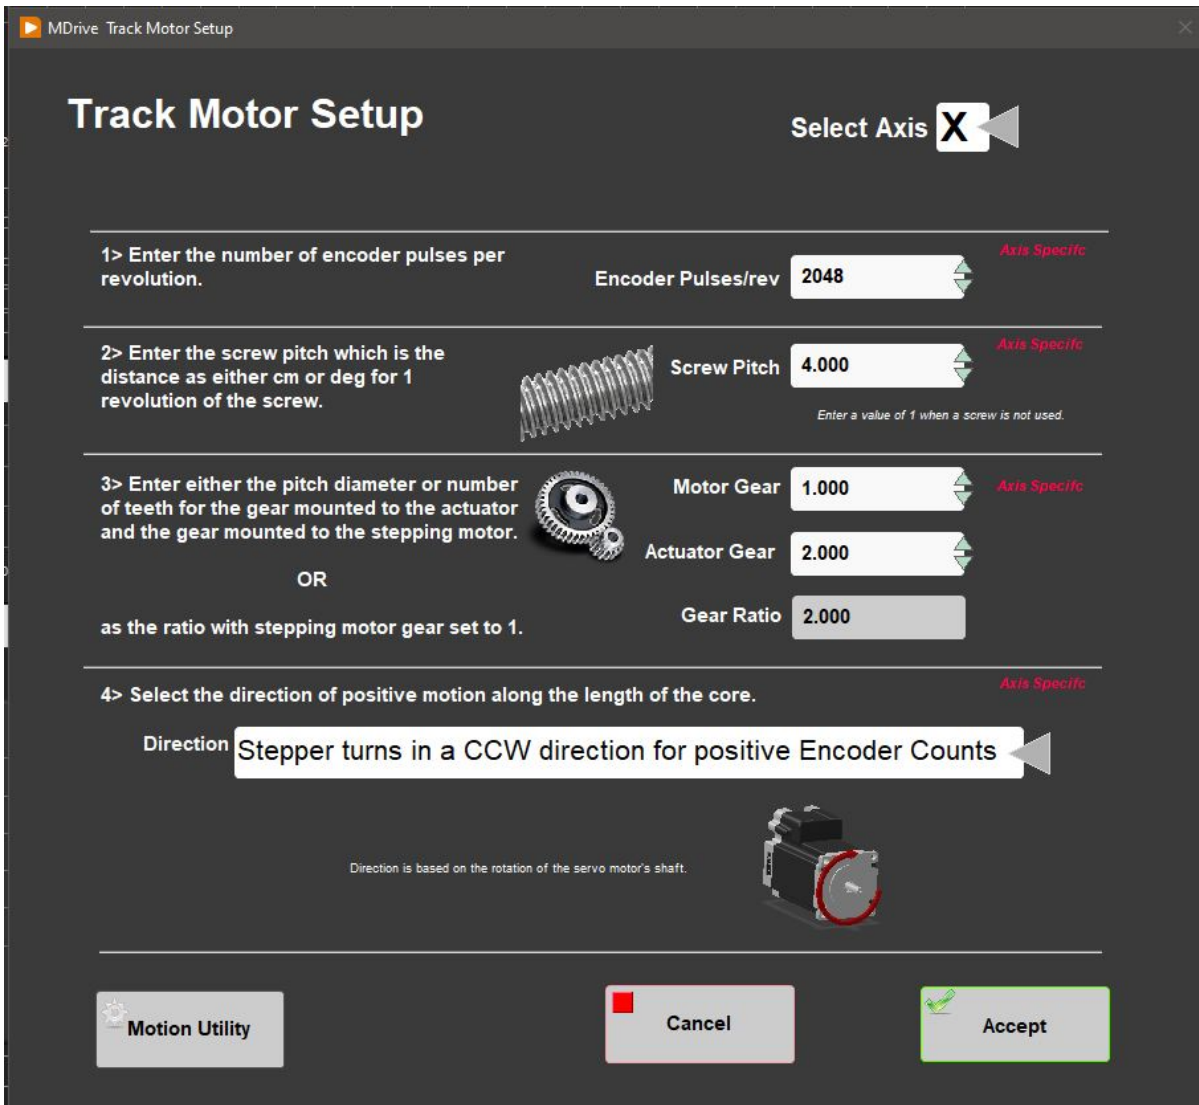 MDrive Track Motor Setup
Track Motor Setup
Select Axis X
1> Enter the number of encoder pulses per
revolution.
Encoder Pulses/rev 2048
Axis Specifc
2> Enter the screw pitch which is the
distance as either cm or deg for 1
revolution of the screw.
Screw Pitch 4.000
Axis Specifc
Enter a value of 1 when a screw is not used.
3> Enter either the pitch diameter or number
of teeth for the gear mounted to the actuator
and the gear mounted to the stepping motor.
OR
as the ratio with stepping motor gear set to 1.
Motor Gear 1.000
Axis Specifc
Actuator Gear 2.000
Gear Ratio 2.000
4> Select the direction of positive motion along the length of the core.
Axis Specifc
Direction Stepper turns in a CCW direction for positive Encoder Counts
Direction is based on the rotation of the servo motor's shaft.
Motion Utility
Cancel
Accept